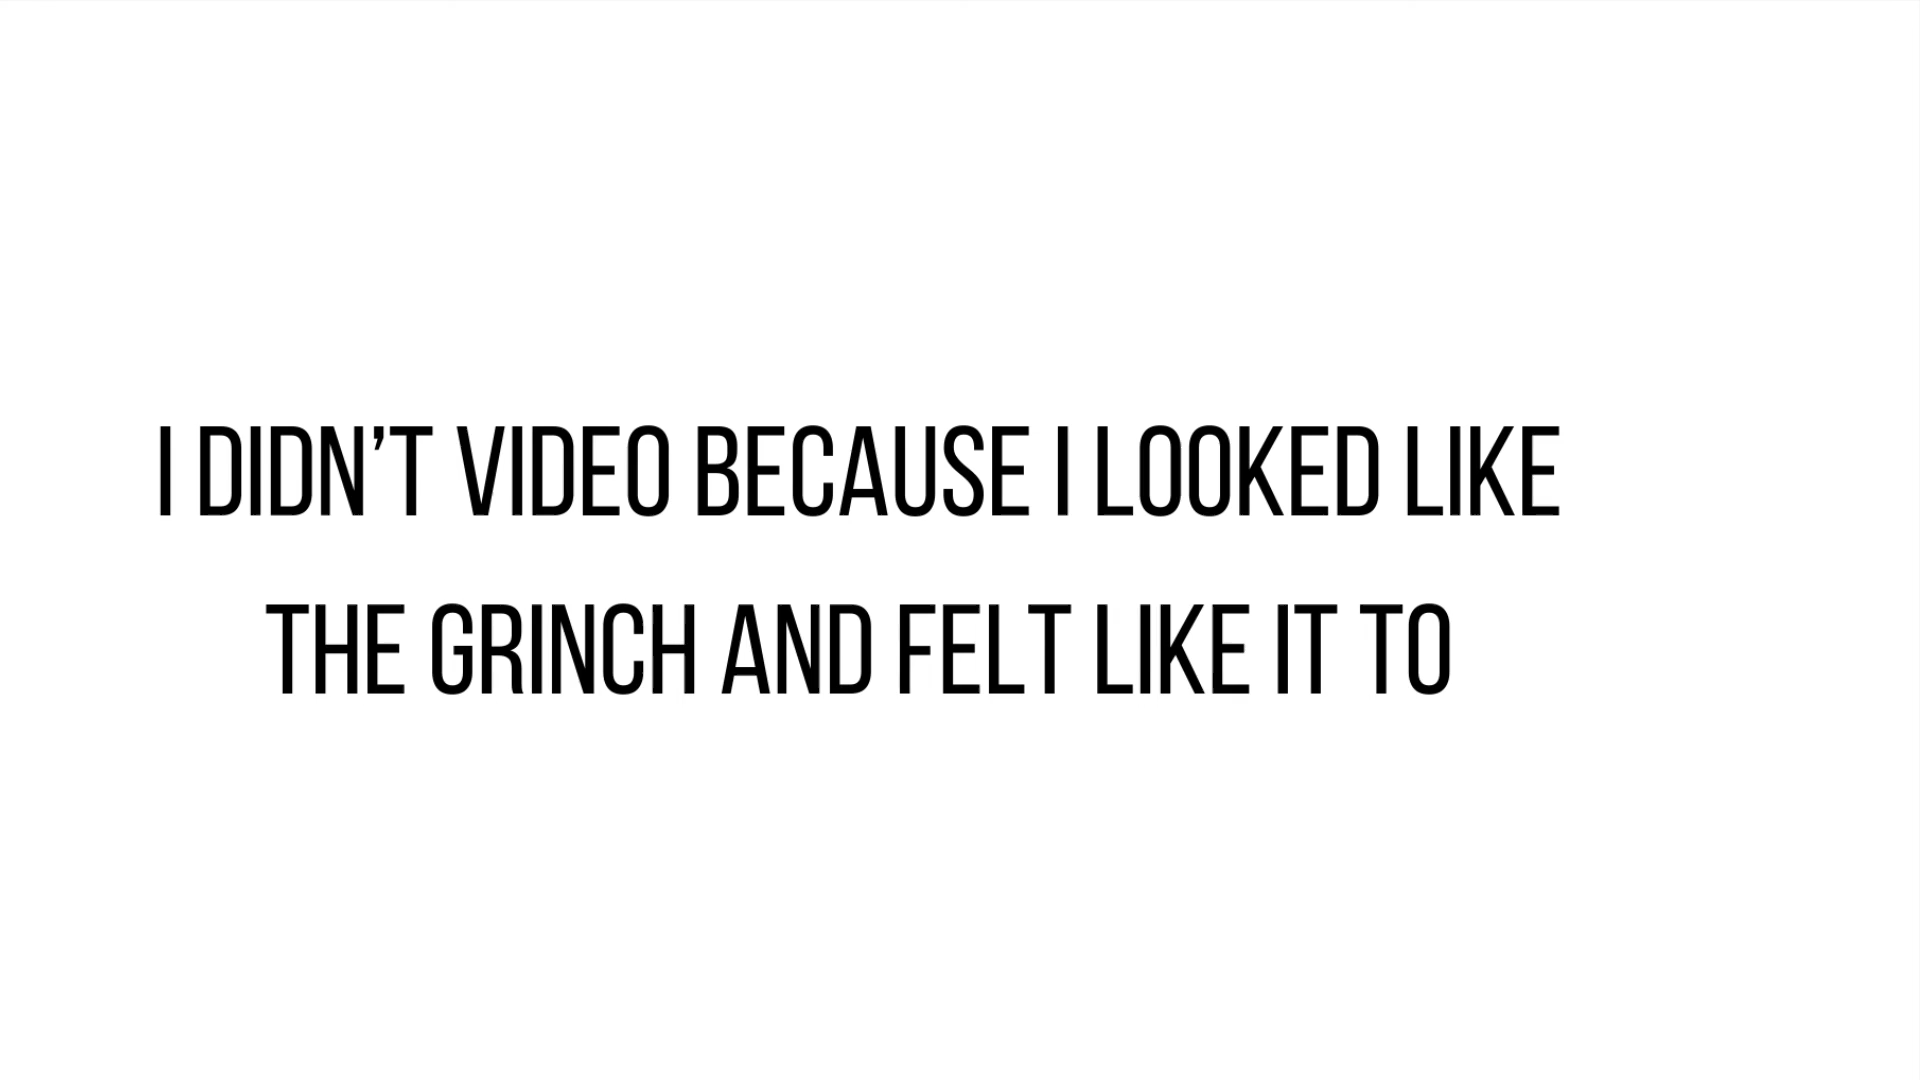 I DIDN’T VIDEO BECAUSE I LOOKED LIKE
THE GRINCH AND FELT LIKE IT TO